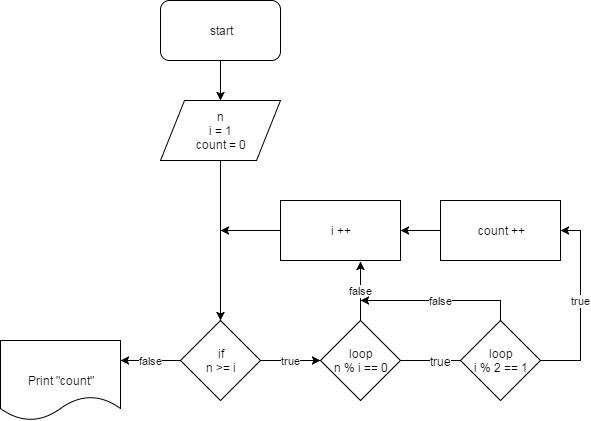 start
n
i = 1
count = 0
i ++
count ++
false
false
true
if
n >= i
loop
n % i == 0
loop
i % 2 == 1
false
true
true
Print "count"